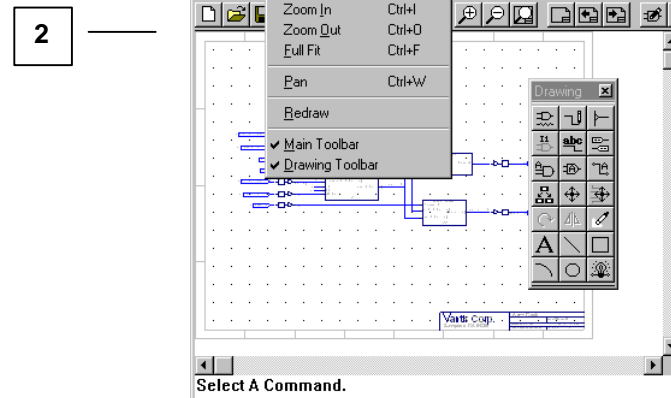 2
Zoom In Ctrl+I
Zoom Out Ctrl+O
Full Fit Ctrl+F
Pan Ctrl+W
Redraw
Main Toolbar
Drawing Toolbar
Drawing
I1
abc
A
Vantis Corp.
Select A Command.